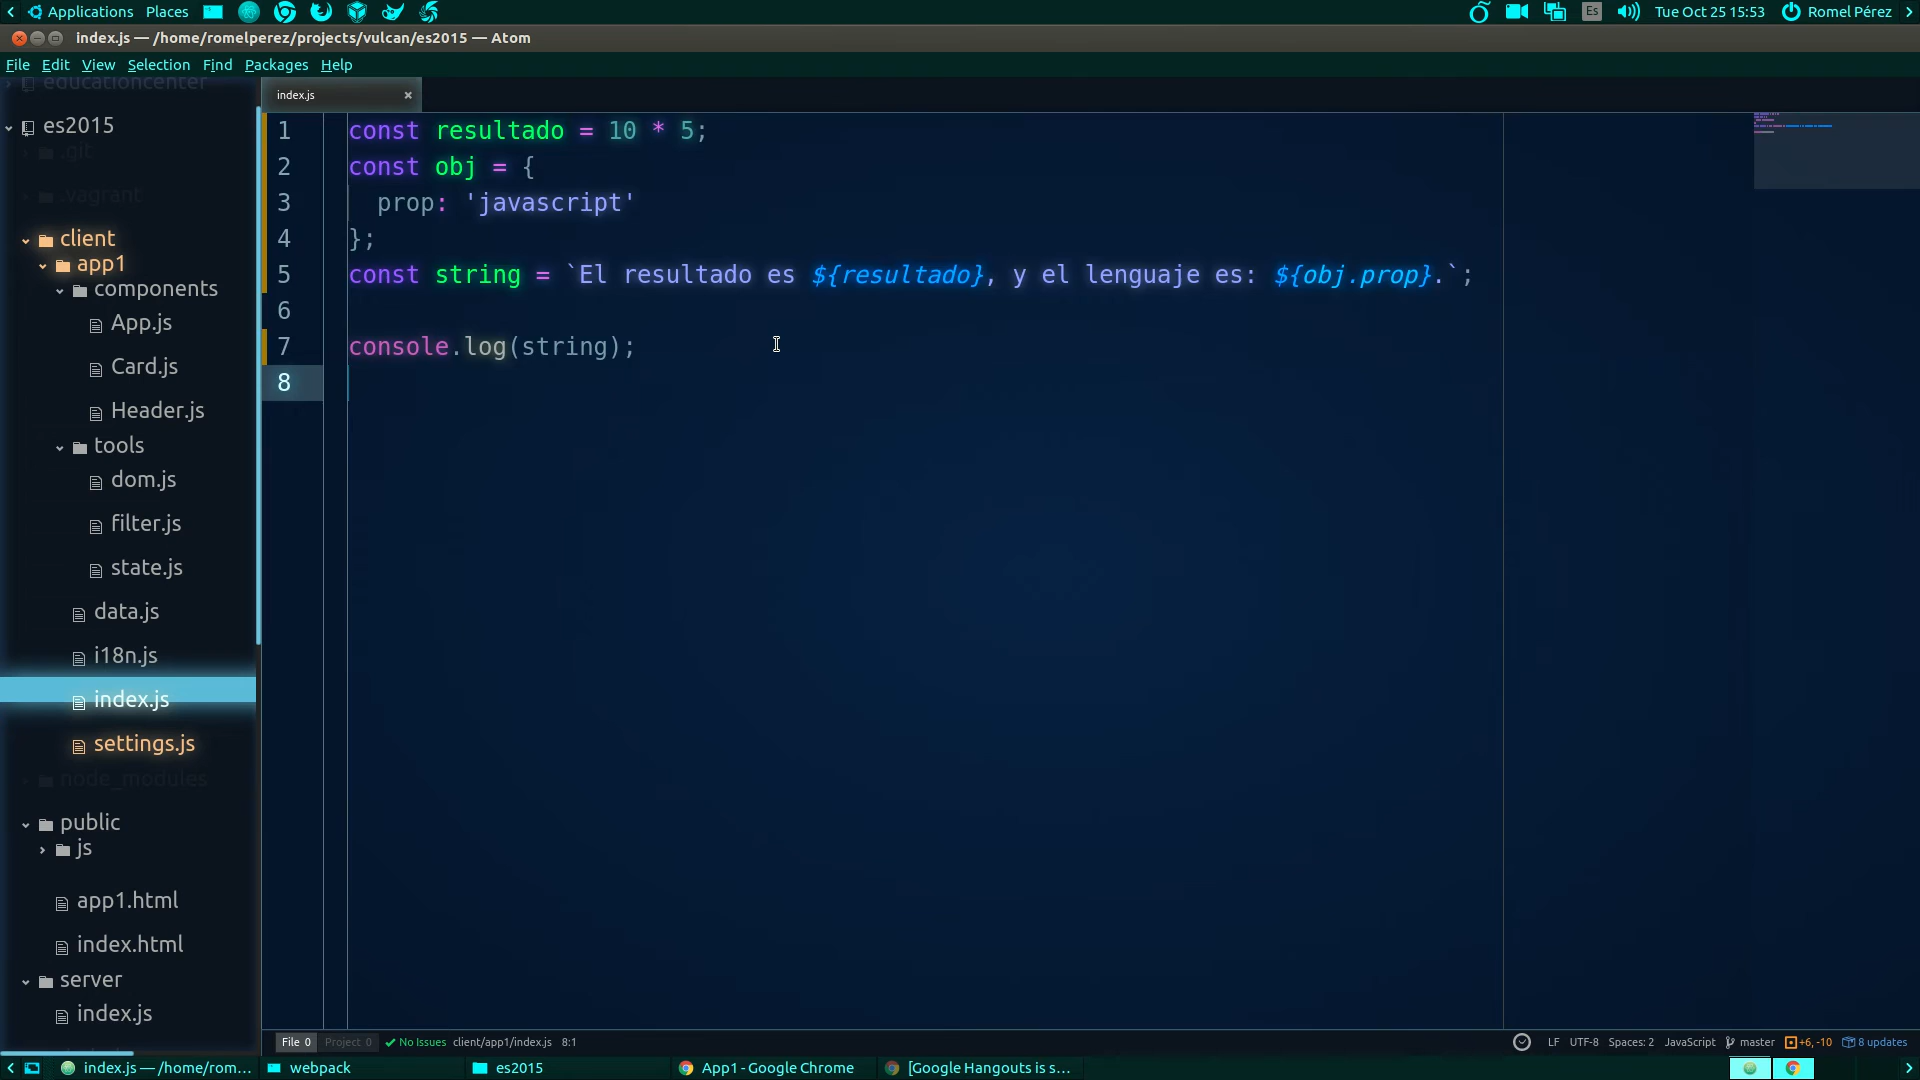 Applications Places Es Tue Oct 25 15:53 Romel Pérez
index.js — /home/romelperez/projects/vulcan/es2015 — Atom
File Edit View Selection Find Packages Help
educationcenter
es2015
.git
.vagrant
client
app1
components
App.js
Card.js
Header.js
tools
dom.js
filter.js
state.js
data.js
i18n.js
index.js
settings.js
node_modules
public
js
app1.html
index.html
server
index.js
index.js
1 const resultado = 10 * 5;
2 const obj = {
3 prop: 'javascript'
4 };
5 const string = `El resultado es ${resultado}, y el lenguaje es: ${obj.prop}.`;
6
7 console.log(string);
8
File 0 Project 0 No Issues client/app1/index.js 8:1 LF UTF-8 Spaces: 2 JavaScript master +6, -10 8 updates
index.js — /home/rom... webpack es2015 App1 - Google Chrome [Google Hangouts is s...